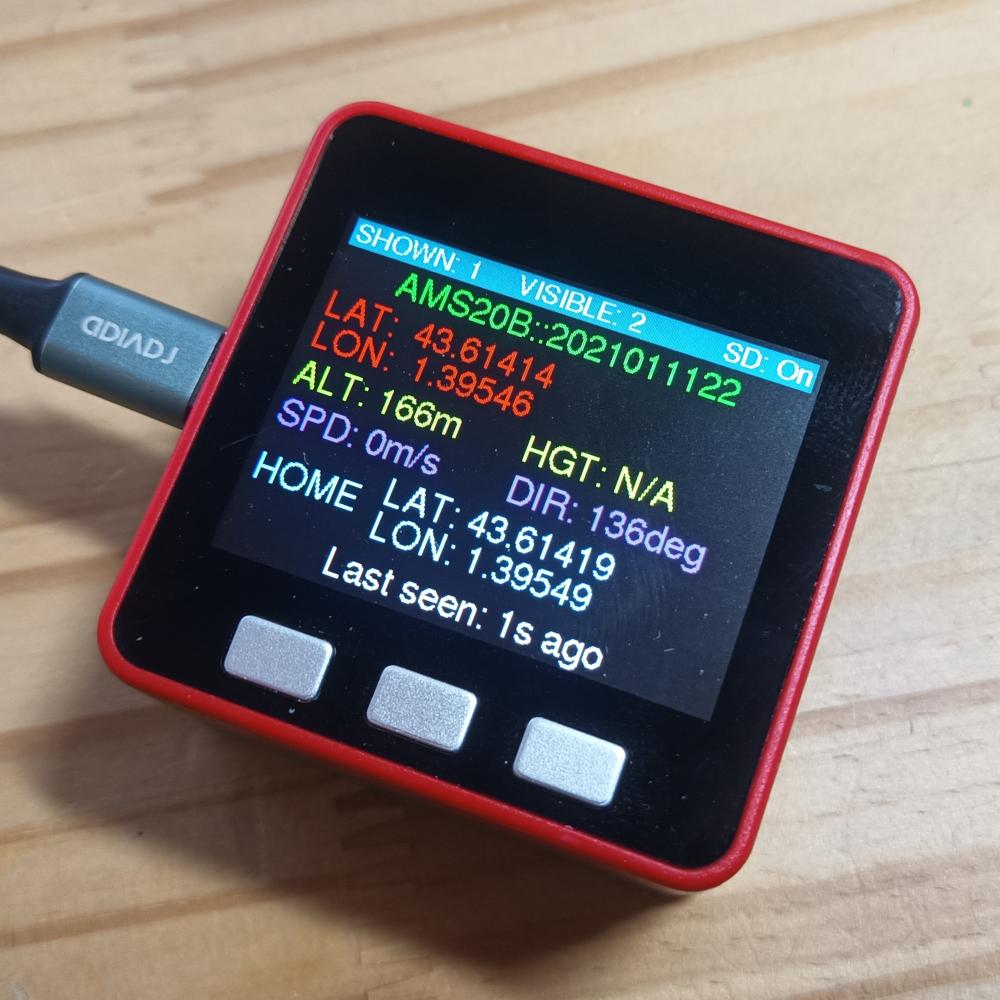 SHOWN: 1 VISIBLE: 2 SD: On
AMS20B::2021011122
LAT: 43.61414
LON: 1.39546
ALT: 166m HGT: N/A
SPD: 0m/s DIR: 136deg
HOME LAT: 43.61419
LON: 1.39549
Last seen: 1s ago